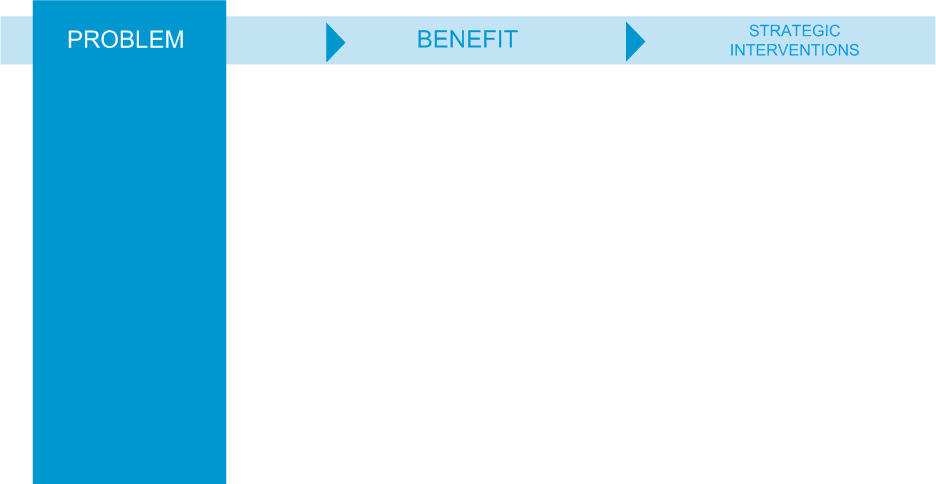 PROBLEM
BENEFIT
STRATEGIC
INTERVENTIONS